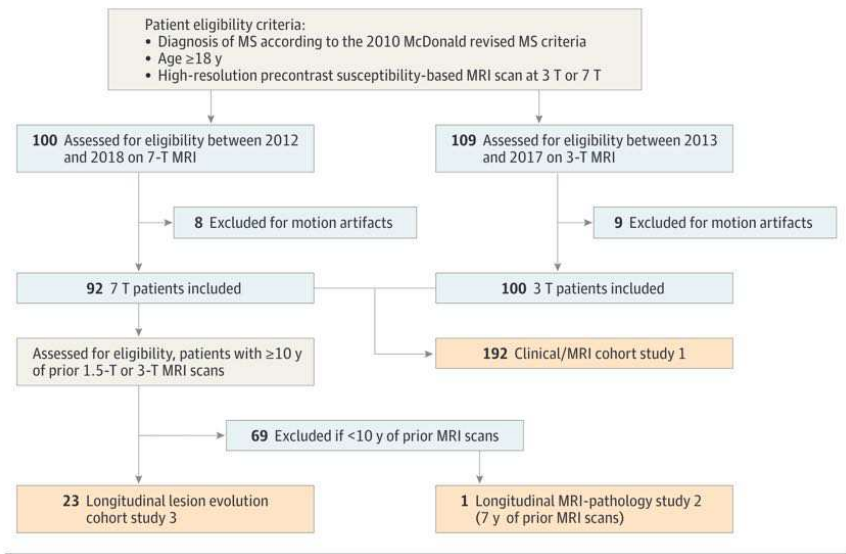 Patient eligibility criteria:
• Diagnosis of MS according to the 2010 McDonald revised MS criteria
• Age ≥18 y
• High-resolution precontrast susceptibility-based MRI scan at 3 T or 7 T
100 Assessed for eligibility between 2012
and 2018 on 7-T MRI
109 Assessed for eligibility between 2013
and 2017 on 3-T MRI
8 Excluded for motion artifacts
9 Excluded for motion artifacts
92 7 T patients included
100 3 T patients included
Assessed for eligibility, patients with ≥10 y
of prior 1.5-T or 3-T MRI scans
192 Clinical/MRI cohort study 1
69 Excluded if <10 y of prior MRI scans
23 Longitudinal lesion evolution
cohort study 3
1 Longitudinal MRI-pathology study 2
(7 y of prior MRI scans)